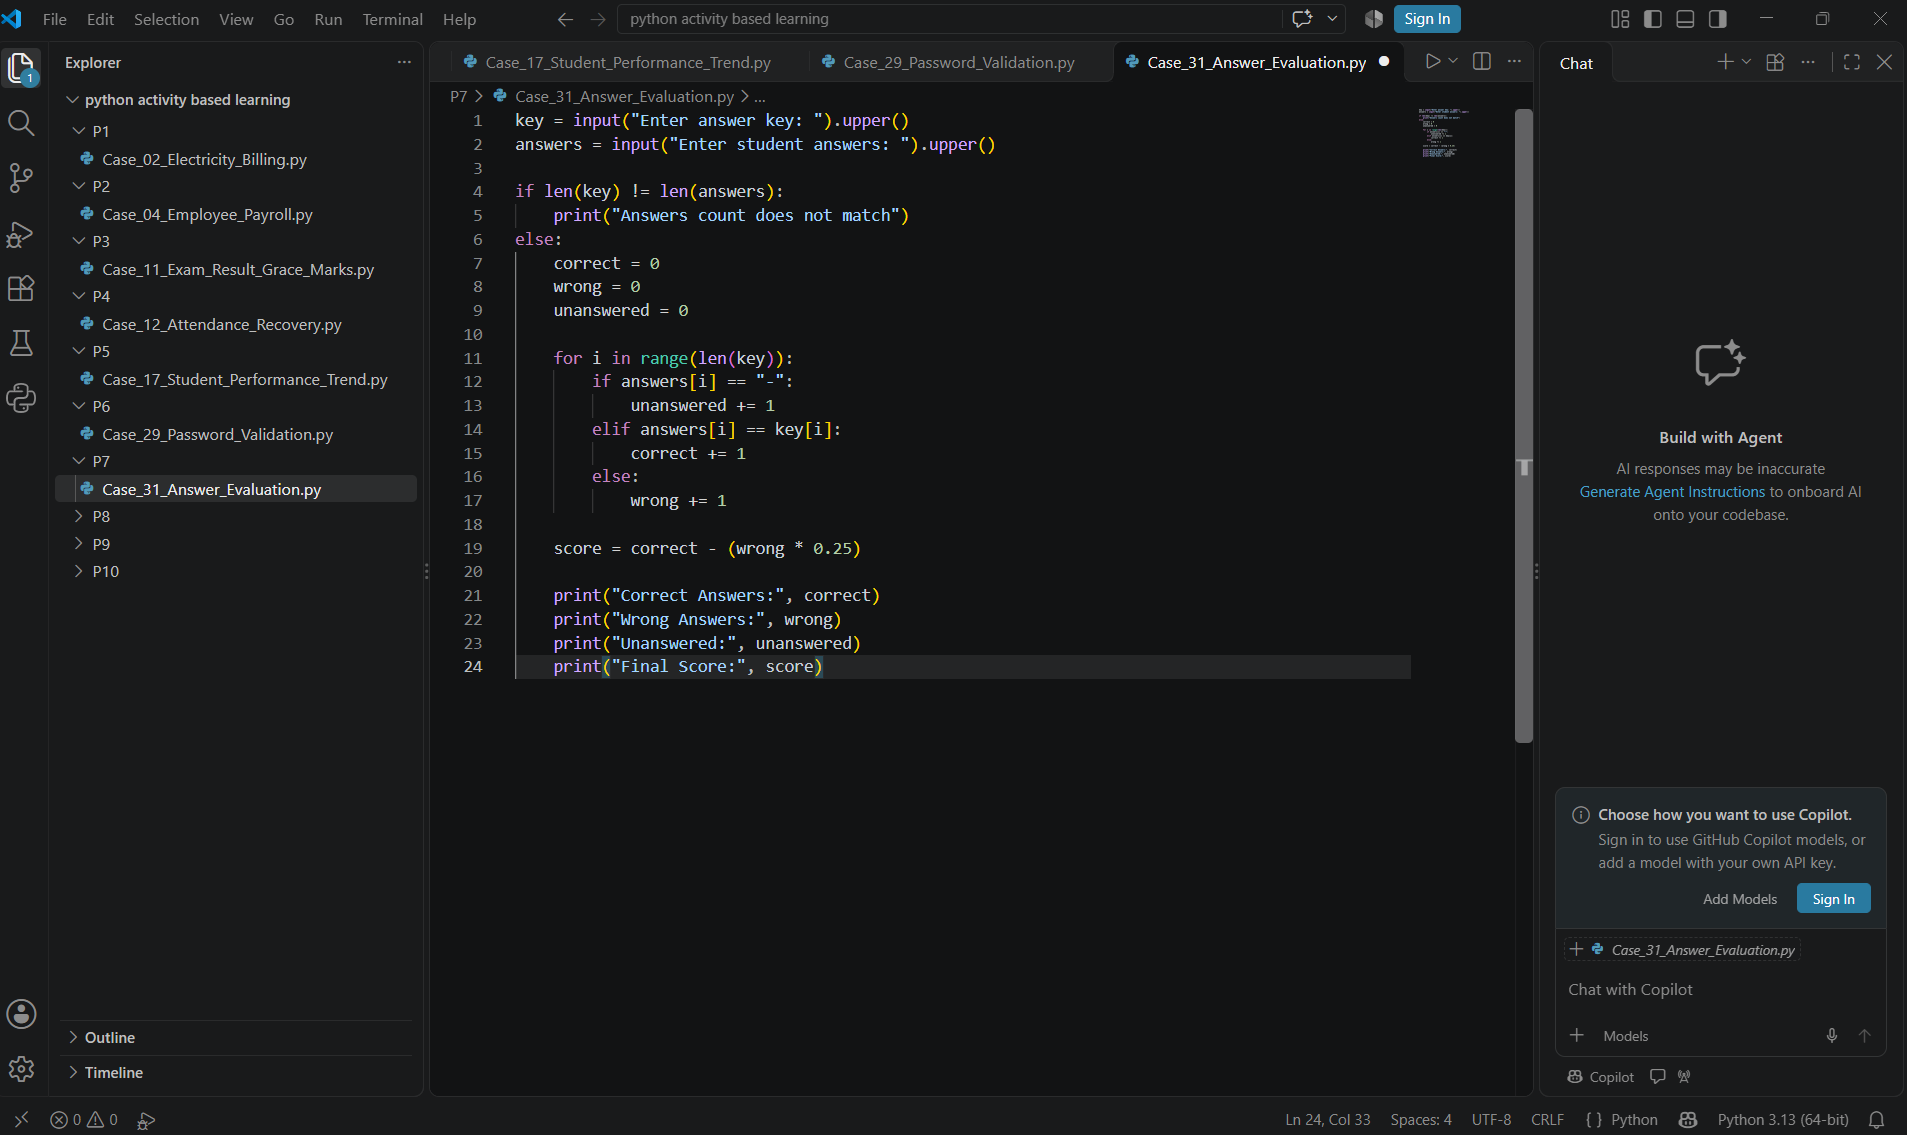 File Edit Selection View Go Run Terminal Help
python activity based learning
Sign In
Explorer
1
python activity based learning
P1
Case_02_Electricity_Billing.py
P2
Case_04_Employee_Payroll.py
P3
Case_11_Exam_Result_Grace_Marks.py
P4
Case_12_Attendance_Recovery.py
P5
Case_17_Student_Performance_Trend.py
P6
Case_29_Password_Validation.py
P7
Case_31_Answer_Evaluation.py
P8
P9
P10
Outline
Timeline
Case_17_Student_Performance_Trend.py Case_29_Password_Validation.py Case_31_Answer_Evaluation.py
P7 > Case_31_Answer_Evaluation.py > ...
1 key = input("Enter answer key: ").upper()
2 answers = input("Enter student answers: ").upper()
3
4 if len(key) != len(answers):
5     print("Answers count does not match")
6 else:
7     correct = 0
8     wrong = 0
9     unanswered = 0
10
11     for i in range(len(key)):
12         if answers[i] == "-":
13             unanswered += 1
14         elif answers[i] == key[i]:
15             correct += 1
16         else:
17             wrong += 1
18
19     score = correct - (wrong * 0.25)
20
21     print("Correct Answers:", correct)
22     print("Wrong Answers:", wrong)
23     print("Unanswered:", unanswered)
24     print("Final Score:", score)
Chat
Build with Agent
AI responses may be inaccurate
Generate Agent Instructions to onboard AI
onto your codebase.
Choose how you want to use Copilot.
Sign in to use GitHub Copilot models, or
add a model with your own API key.
Add Models Sign In
Case_31_Answer_Evaluation.py
Chat with Copilot
Models
Copilot
0 0
Ln 24, Col 33 Spaces: 4 UTF-8 CRLF { } Python Python 3.13 (64-bit)